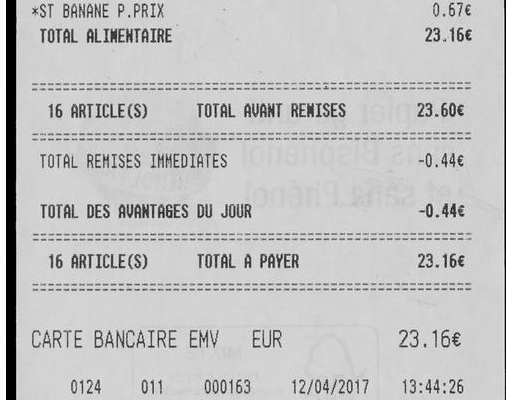 *ST BANANE P.PRIX 0.67€
TOTAL ALIMENTAIRE 23.16€
16 ARTICLE(S) TOTAL AVANT REMISES 23.60€
TOTAL REMISES IMMEDIATES -0.44€
TOTAL DES AVANTAGES DU JOUR -0.44€
16 ARTICLE(S) TOTAL A PAYER 23.16€
CARTE BANCAIRE EMV EUR 23.16€
0124 011 000163 12/04/2017 13:44:26